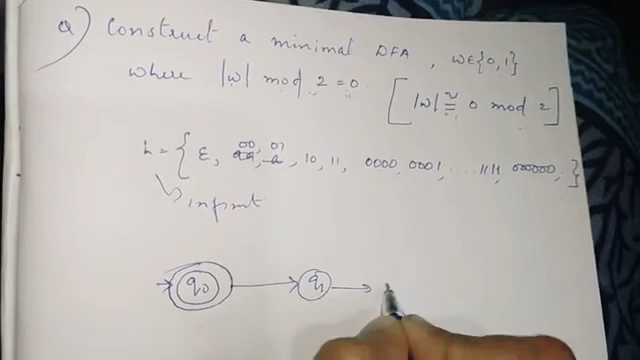 Q) Construct a minimal DFA, w∈{0,1}
where |w| mod 2 = 0 [|w| ≅ 0 mod 2]
L = { ε, 00, 01, 10, 11, 0000, 0001, ... 1111, 000000, }
q0 q1